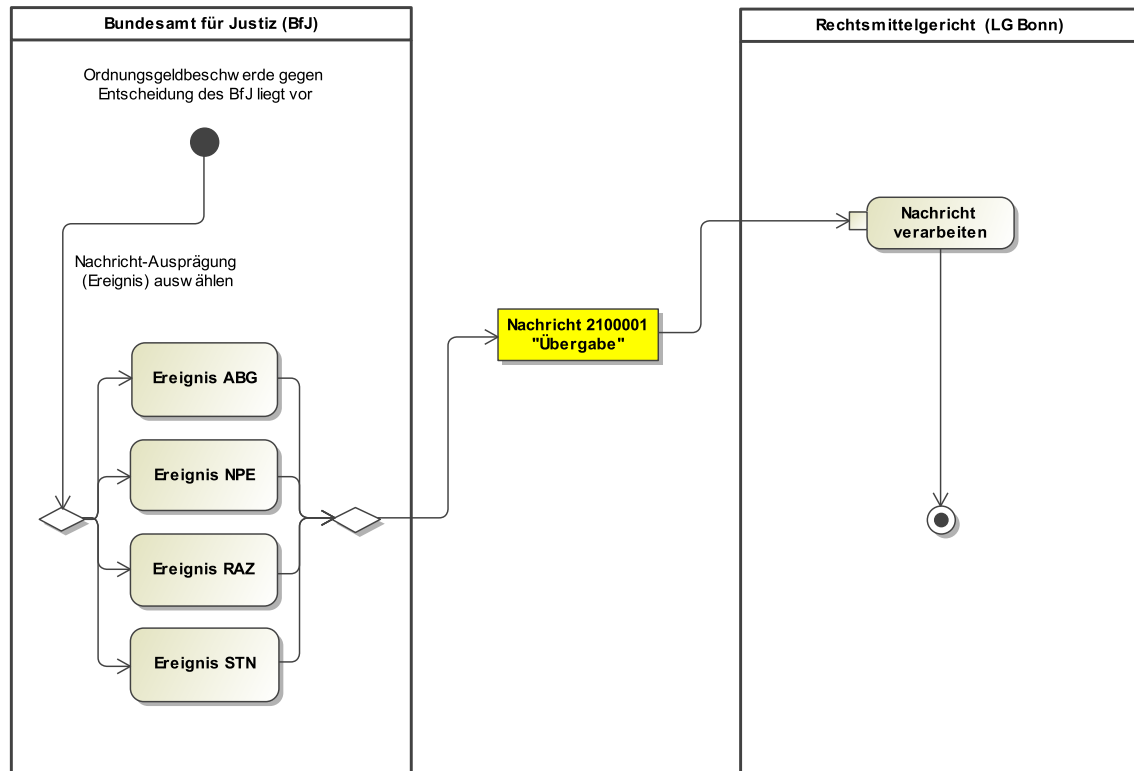 Bundesamt für Justiz (BfJ)
Rechtsmittelgericht (LG Bonn)
Ordnungsgeldbeschwerde gegen
Entscheidung des BfJ liegt vor
Nachricht-Ausprägung
(Ereignis) auswählen
Ereignis ABG
Ereignis NPE
Ereignis RAZ
Ereignis STN
Nachricht 2100001
"Übergabe"
Nachricht
verarbeiten